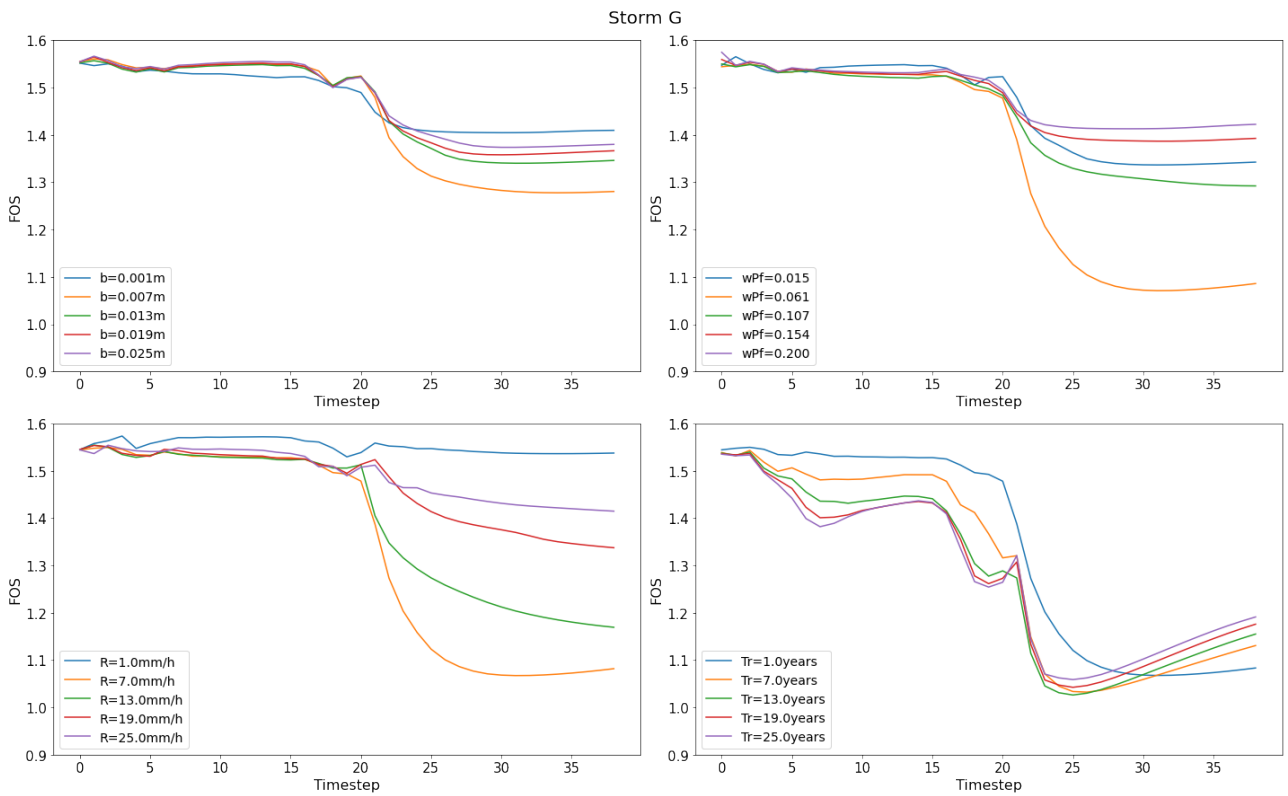 Storm G
1.6
1.5
1.4
1.3
1.2
1.1
1.0
0.9
FOS
b=0.001m
b=0.007m
b=0.013m
b=0.019m
b=0.025m
0 5 10 15 20 25 30 35
Timestep
1.6
1.5
1.4
1.3
1.2
1.1
1.0
0.9
FOS
wPf=0.015
wPf=0.061
wPf=0.107
wPf=0.154
wPf=0.200
0 5 10 15 20 25 30 35
Timestep
1.6
1.5
1.4
1.3
1.2
1.1
1.0
0.9
FOS
R=1.0mm/h
R=7.0mm/h
R=13.0mm/h
R=19.0mm/h
R=25.0mm/h
0 5 10 15 20 25 30 35
Timestep
1.6
1.5
1.4
1.3
1.2
1.1
1.0
0.9
FOS
Tr=1.0years
Tr=7.0years
Tr=13.0years
Tr=19.0years
Tr=25.0years
0 5 10 15 20 25 30 35
Timestep